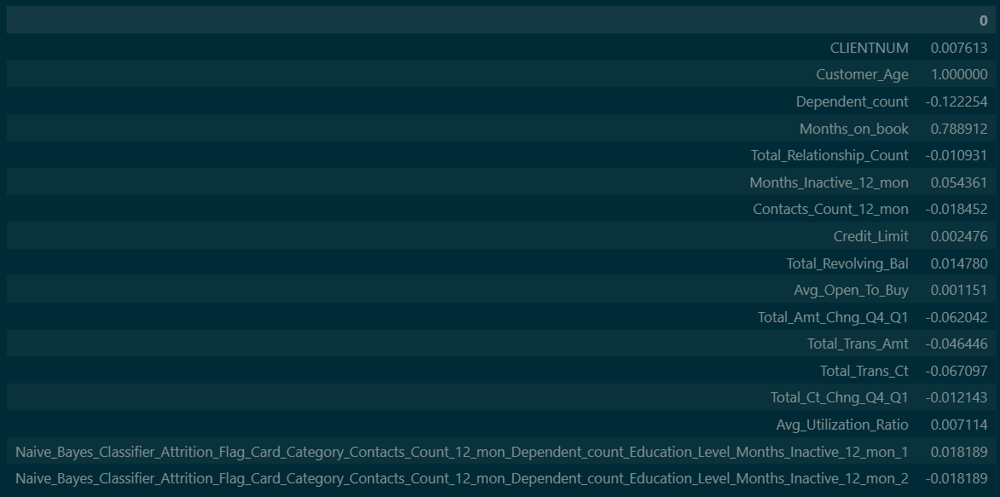 0
CLIENTNUM 0.007613
Customer_Age 1.000000
Dependent_count -0.122254
Months_on_book 0.788912
Total_Relationship_Count -0.010931
Months_Inactive_12_mon 0.054361
Contacts_Count_12_mon -0.018452
Credit_Limit 0.002476
Total_Revolving_Bal 0.014780
Avg_Open_To_Buy 0.001151
Total_Amt_Chng_Q4_Q1 -0.062042
Total_Trans_Amt -0.046446
Total_Trans_Ct -0.067097
Total_Ct_Chng_Q4_Q1 -0.012143
Avg_Utilization_Ratio 0.007114
Naive_Bayes_Classifier_Attrition_Flag_Card_Category_Contacts_Count_12_mon_Dependent_count_Education_Level_Months_Inactive_12_mon_1 0.018189
Naive_Bayes_Classifier_Attrition_Flag_Card_Category_Contacts_Count_12_mon_Dependent_count_Education_Level_Months_Inactive_12_mon_2 -0.018189